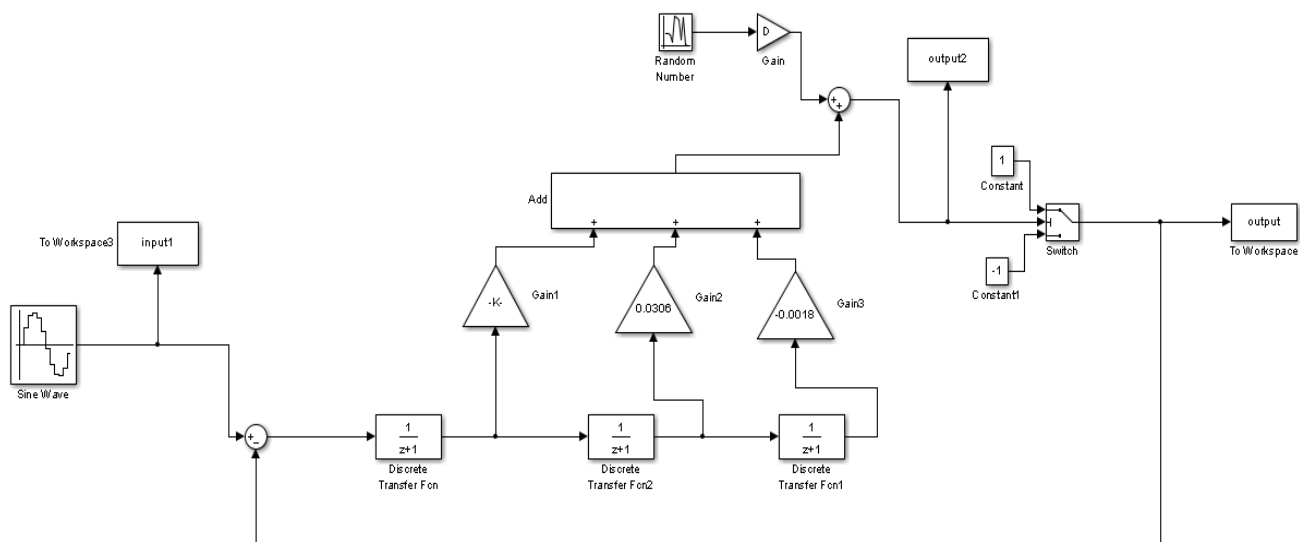 Random
Number
D
Gain
output2
+
+
1
Constant
Add
+
+
+
To Workspace3
input1
-K-
Gain1
0.0306
Gain2
-0.0018
Gain3
-1
Constant1
Switch
output
To Workspace
Sine Wave
+
−
1
z+1
Discrete
Transfer Fcn
1
z+1
Discrete
Transfer Fcn2
1
z+1
Discrete
Transfer Fcn1